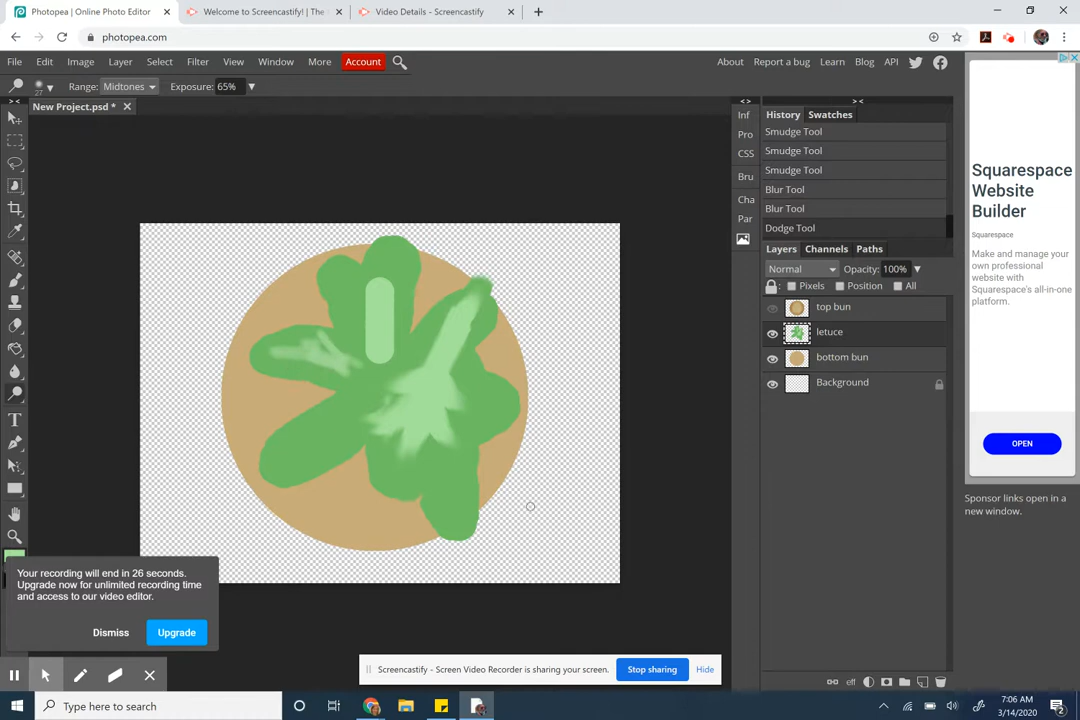 Photopea | Online Photo Editor
Welcome to Screencastify! | The
Video Details - Screencastify
photopea.com
File Edit Image Layer Select Filter View Window More Account
About Report a bug Learn Blog API
27
Range: Midtones Exposure: 65%
New Project.psd *
Inf
Pro
CSS
Bru
Cha
Par
History Swatches
Smudge Tool
Smudge Tool
Smudge Tool
Blur Tool
Blur Tool
Dodge Tool
Layers Channels Paths
Normal Opacity: 100%
Pixels Position All
top bun
letuce
bottom bun
Background
eff
Squarespace
Website
Builder
Squarespace
Make and manage your
own professional
website with
Squarespace's all-in-one
platform.
OPEN
Sponsor links open in a
new window.
Your recording will end in 26 seconds.
Upgrade now for unlimited recording time
and access to our video editor.
Dismiss Upgrade
Screencastify - Screen Video Recorder is sharing your screen. Stop sharing Hide
Type here to search
7:06 AM
3/14/2020
2